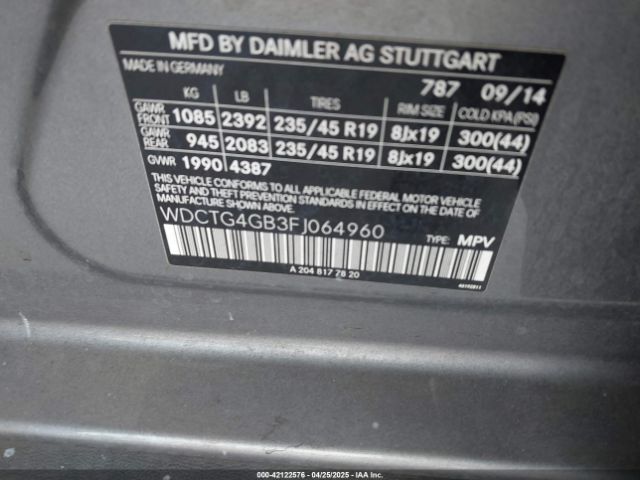 MFD BY DAIMLER AG STUTTGART
MADE IN GERMANY 787 09/14
KG LB TIRES RIM SIZE COLD KPA(PSI)
GAWR FRONT 1085 2392 235/45 R19 8Jx19 300(44)
GAWR REAR 945 2083 235/45 R19 8Jx19 300(44)
GVWR 1990 4387
THIS VEHICLE CONFORMS TO ALL APPLICABLE FEDERAL MOTOR VEHICLE
SAFETY AND THEFT PREVENTION STANDARDS IN EFFECT ON THE DATE OF
MANUFACTURE SHOWN ABOVE.
WDCTG4GB3FJ064960
TYPE: MPV
A 204 817 78 20
000-42122576 | 04/25/2025 | © IAA Inc.